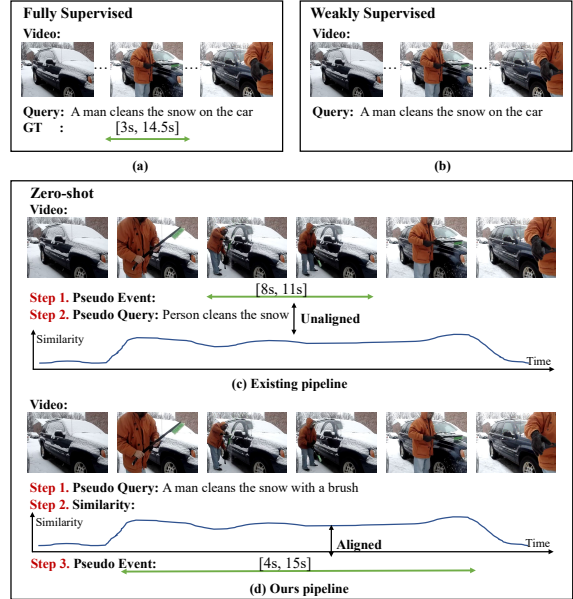 Fully Supervised
Video:
... ...
Query: A man cleans the snow on the car
GT : [3s, 14.5s]
(a)
Weakly Supervised
Video:
... ...
Query: A man cleans the snow on the car
(b)
Zero-shot
Video:
Step 1. Pseudo Event: [8s, 11s]
Step 2. Pseudo Query: Person cleans the snow
Unaligned
Similarity
Time
(c) Existing pipeline
Video:
Step 1. Pseudo Query: A man cleans the snow with a brush
Step 2. Similarity:
Similarity
Time
Aligned
Step 3. Pseudo Event: [4s, 15s]
(d) Ours pipeline